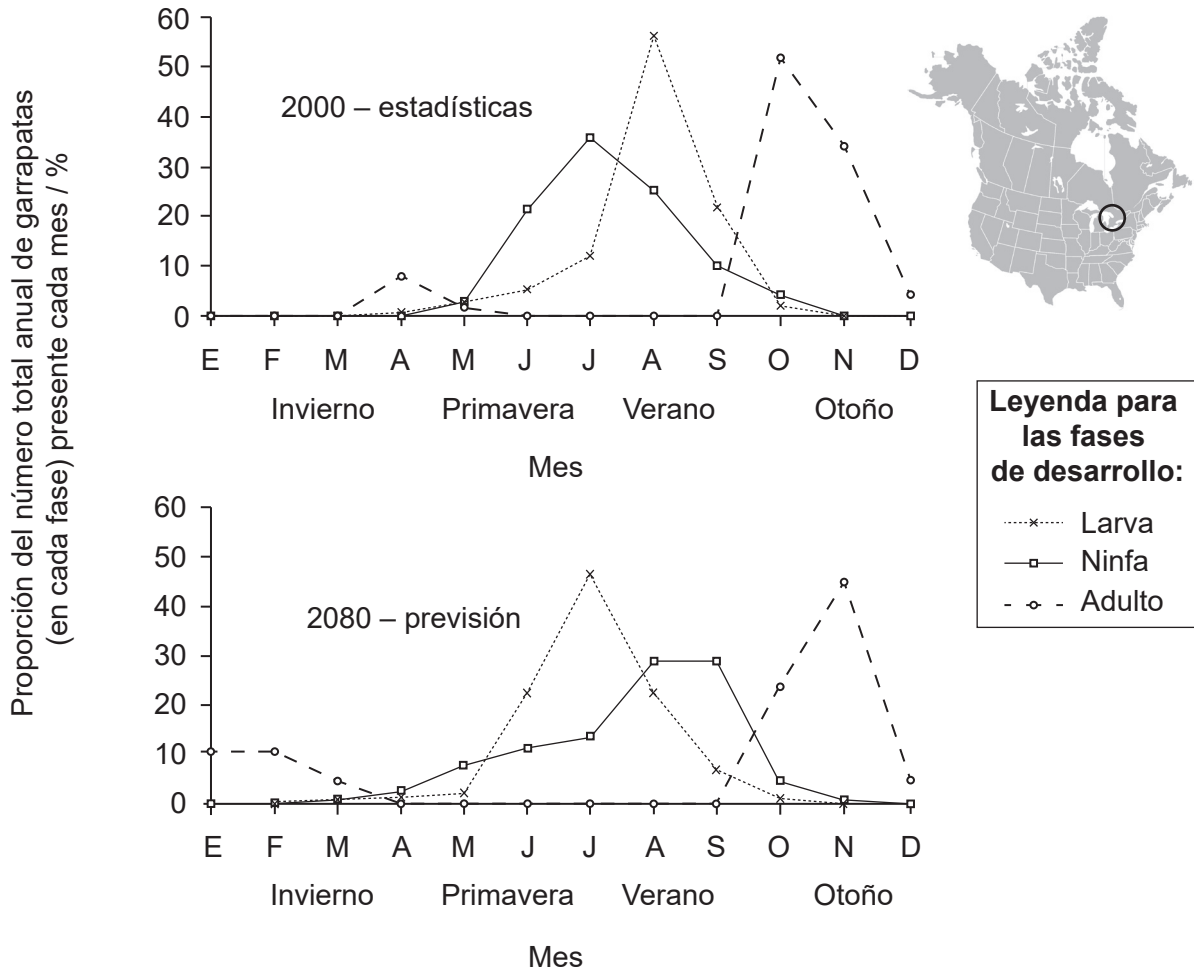 Proporción del número total anual de garrapatas
(en cada fase) presente cada mes / %
60
50
40
30
20
10
0
2000 – estadísticas
E F M A M J J A S O N D
Invierno Primavera Verano Otoño
Mes
60
50
40
30
20
10
0
2080 – previsión
E F M A M J J A S O N D
Invierno Primavera Verano Otoño
Mes
Leyenda para
las fases
de desarrollo:
Larva
Ninfa
Adulto